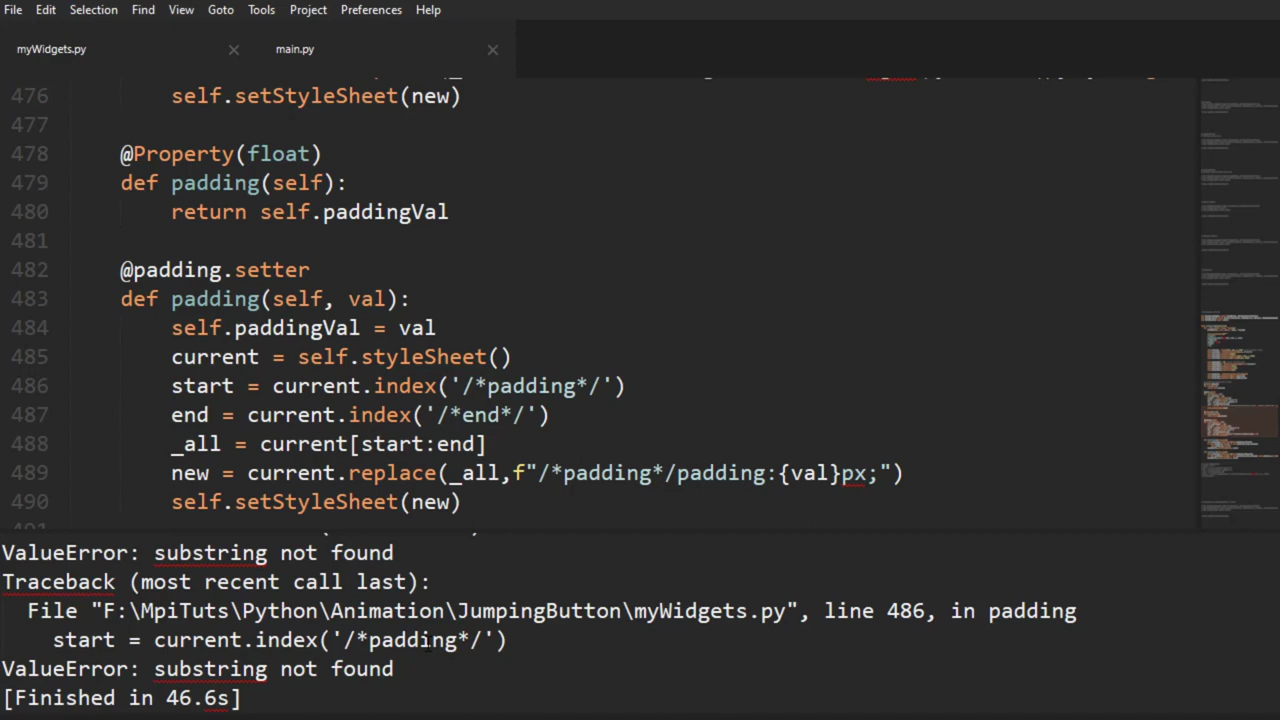 File Edit Selection Find View Goto Tools Project Preferences Help
myWidgets.py main.py
476 self.setStyleSheet(new)
477
478 @Property(float)
479 def padding(self):
480 return self.paddingVal
481
482 @padding.setter
483 def padding(self, val):
484 self.paddingVal = val
485 current = self.styleSheet()
486 start = current.index('/*padding*/')
487 end = current.index('/*end*/')
488 _all = current[start:end]
489 new = current.replace(_all,f"/*padding*/padding:{val}px;")
490 self.setStyleSheet(new)
ValueError: substring not found
Traceback (most recent call last):
File "F:\MpiTuts\Python\Animation\JumpingButton\myWidgets.py", line 486, in padding
start = current.index('/*padding*/')
ValueError: substring not found
[Finished in 46.6s]